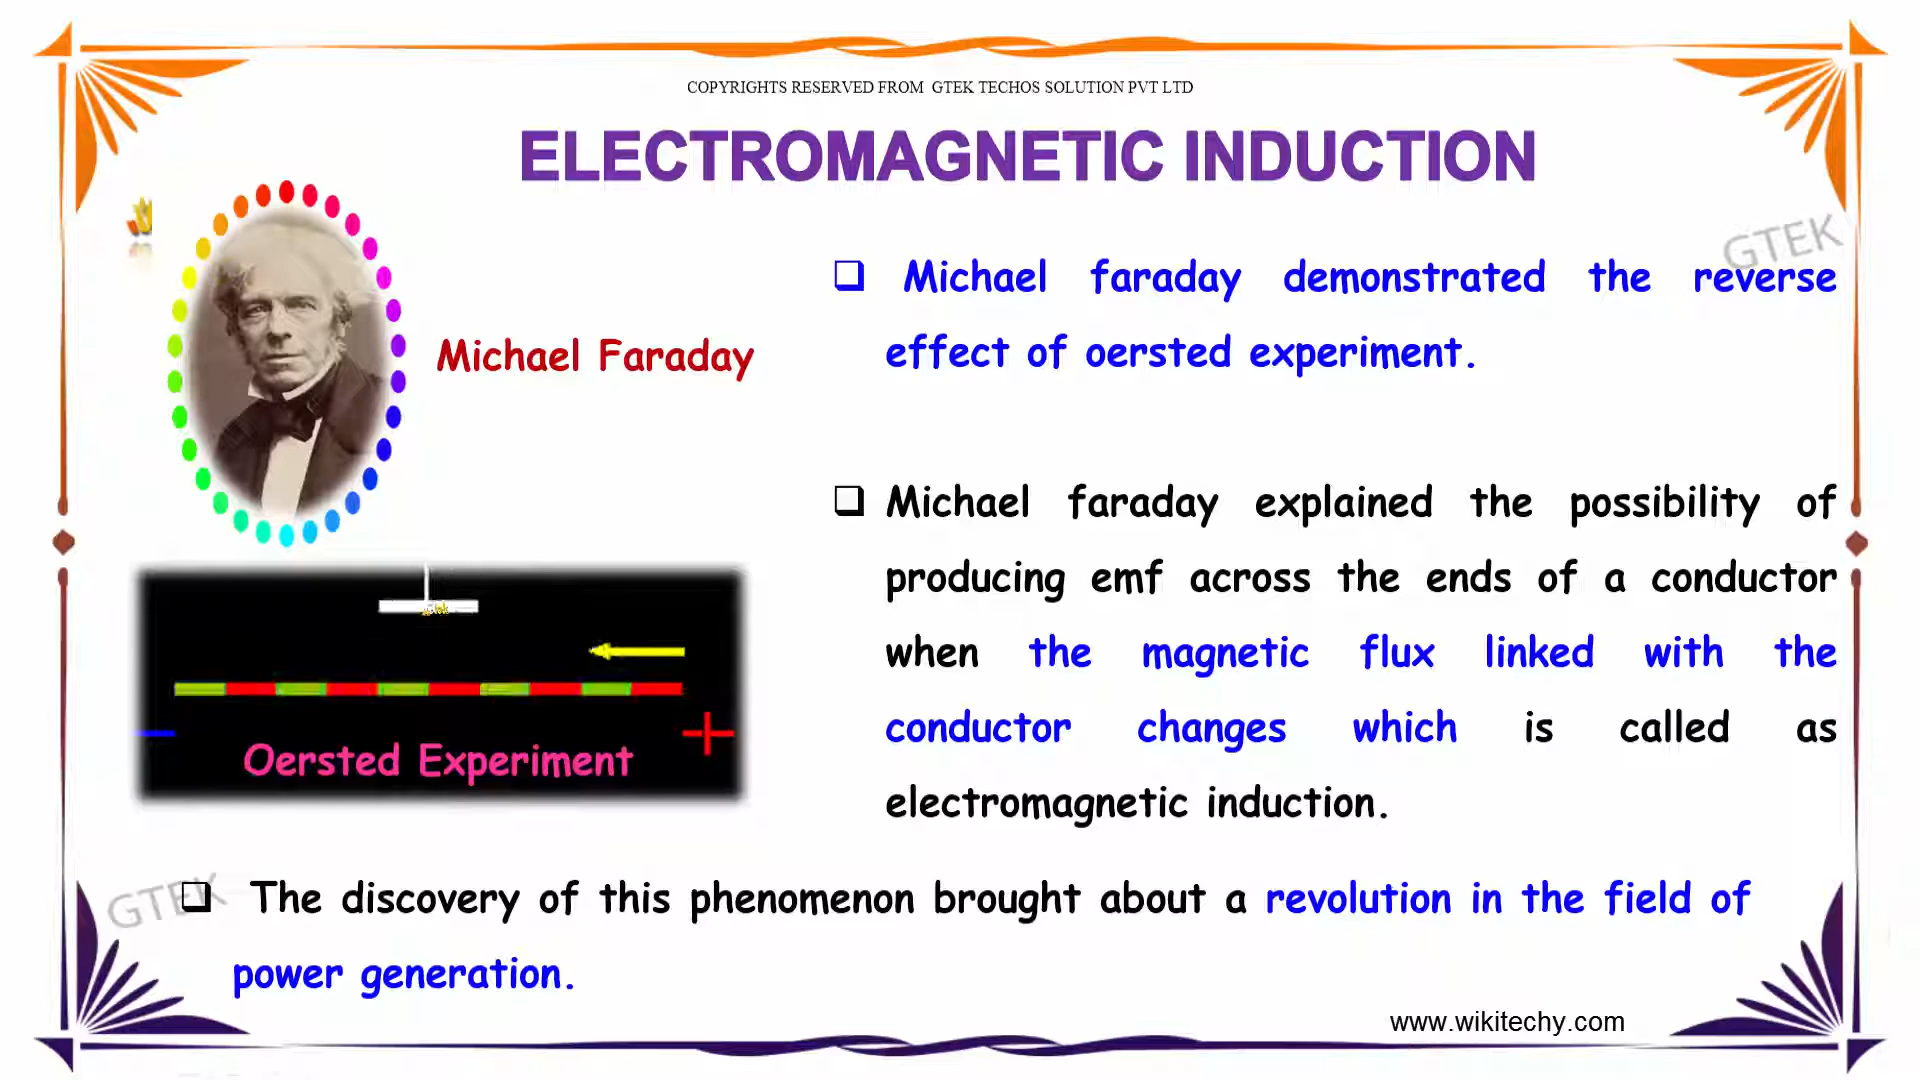 COPYRIGHTS RESERVED FROM GTEK TECHOS SOLUTION PVT LTD
ELECTROMAGNETIC INDUCTION
GTEK
Michael Faraday
Michael faraday demonstrated the reverse
effect of oersted experiment.
Michael faraday explained the possibility of
producing emf across the ends of a conductor
when the magnetic flux linked with the
conductor changes which is called as
electromagnetic induction.
Oersted Experiment
GTEK
The discovery of this phenomenon brought about a revolution in the field of
power generation.
www.wikitechy.com
GTEK